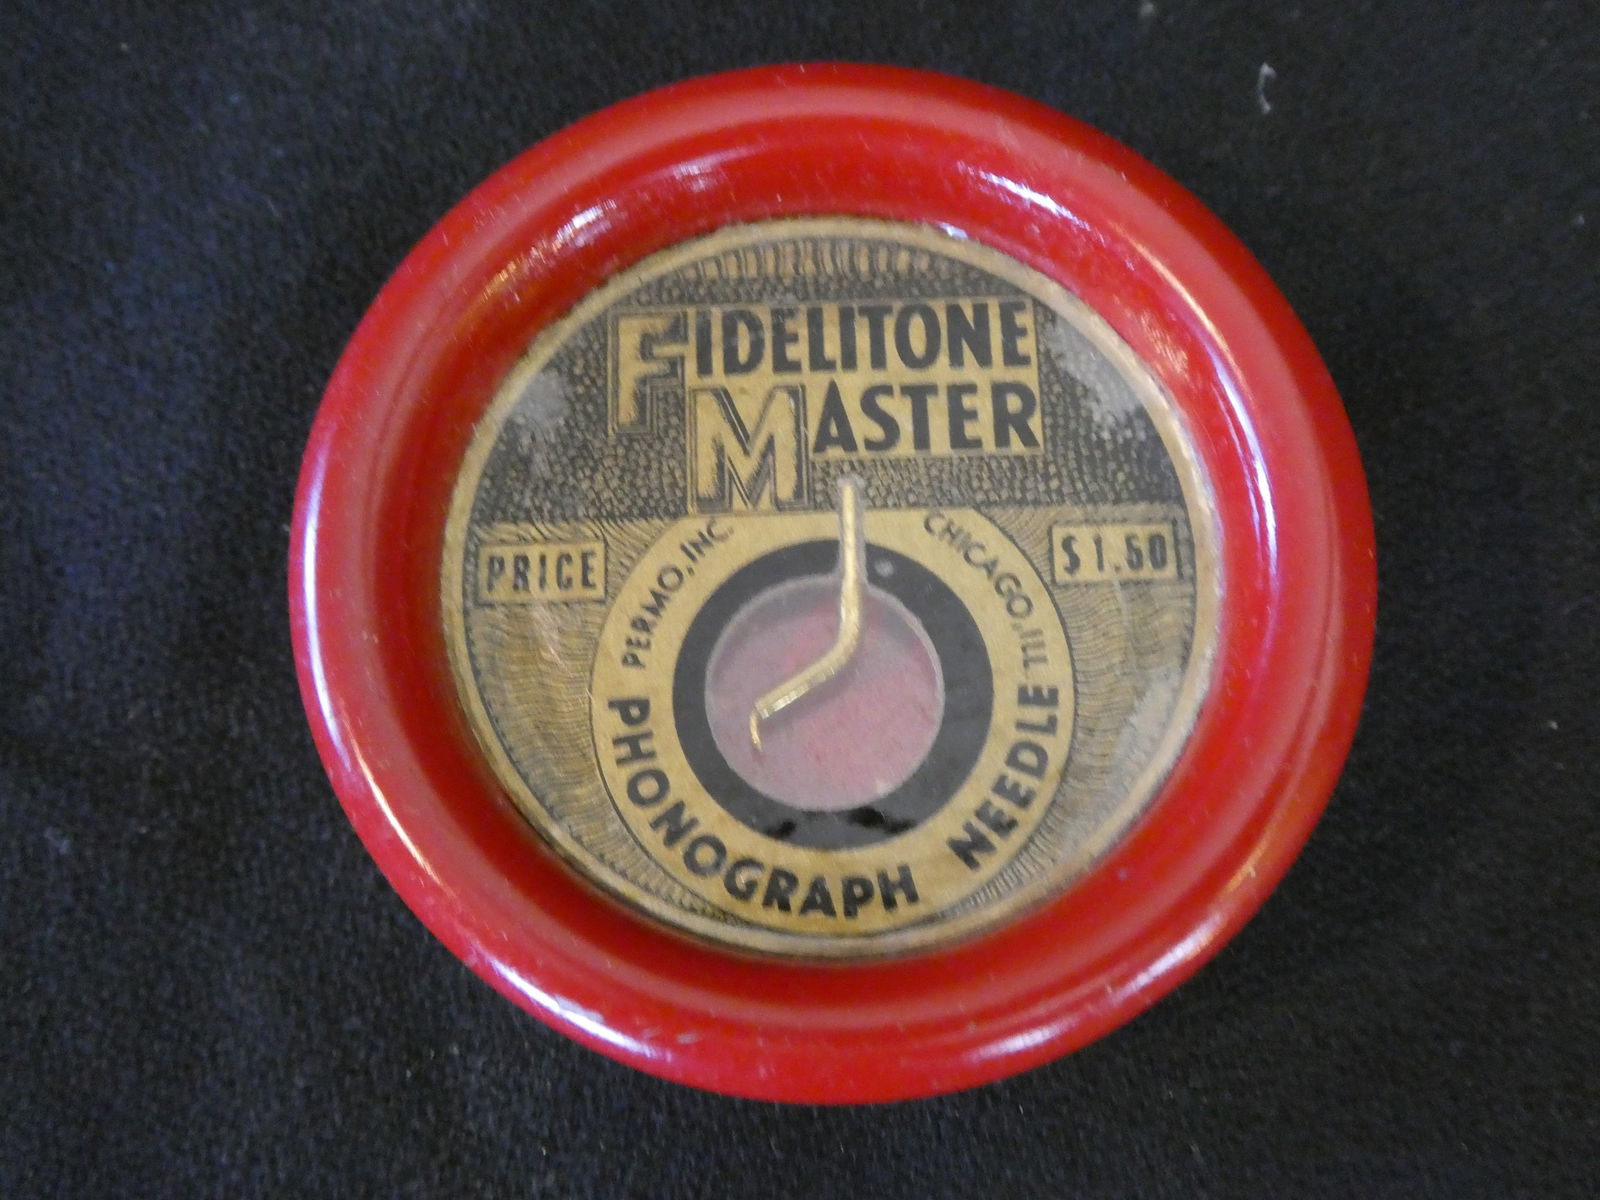 FIDELITONE
MASTER
PRICE
$1.50
PERMO, INC.
CHICAGO, Ill
PHONOGRAPH NEEDLE